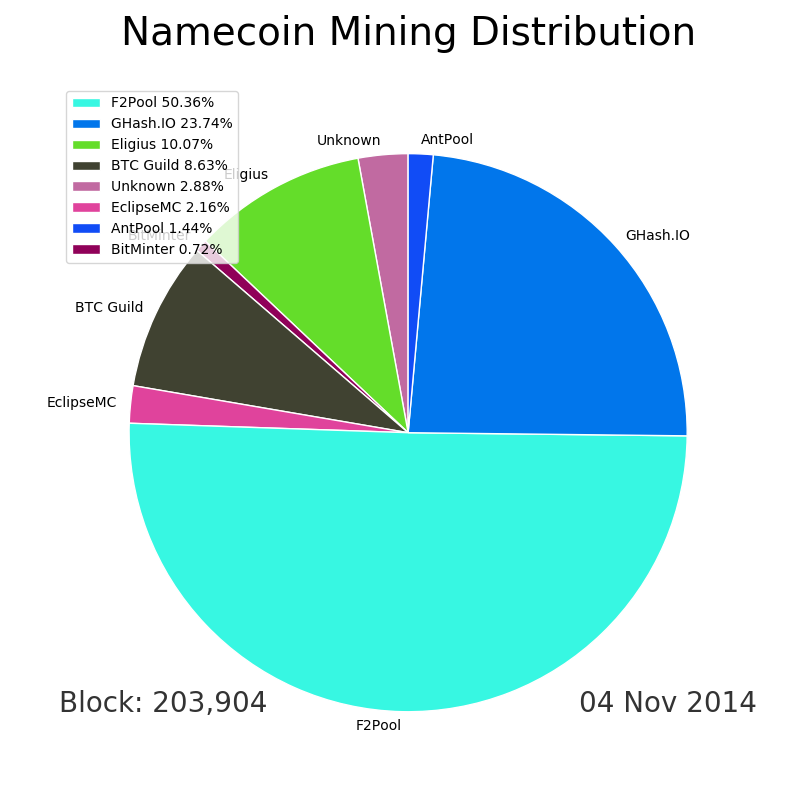 Namecoin Mining Distribution
F2Pool 50.36%
GHash.IO 23.74%
Eligius 10.07%
BTC Guild 8.63%
Unknown 2.88%
EclipseMC 2.16%
AntPool 1.44%
BitMinter 0.72%
Unknown
AntPool
Eligius
BitMinter
GHash.IO
BTC Guild
EclipseMC
Block: 203,904
04 Nov 2014
F2Pool